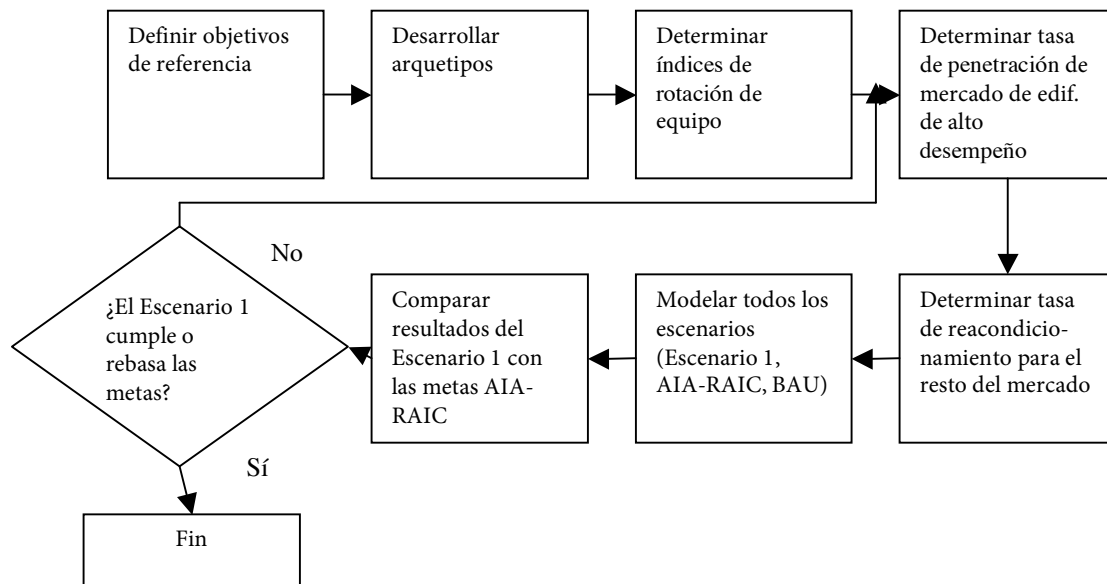 Definir objetivos
de referencia
Desarrollar
arquetipos
Determinar
índices de
rotación de
equipo
Determinar tasa
de penetración de
mercado de edif.
de alto
desempeño
No
¿El Escenario 1
cumple o
rebasa las
metas?
Comparar
resultados del
Escenario 1 con
las metas AIA-
RAIC
Modelar todos los
escenarios
(Escenario 1,
AIA-RAIC, BAU)
Determinar tasa
de reacondicio-
namiento para el
resto del mercado
Sí
Fin